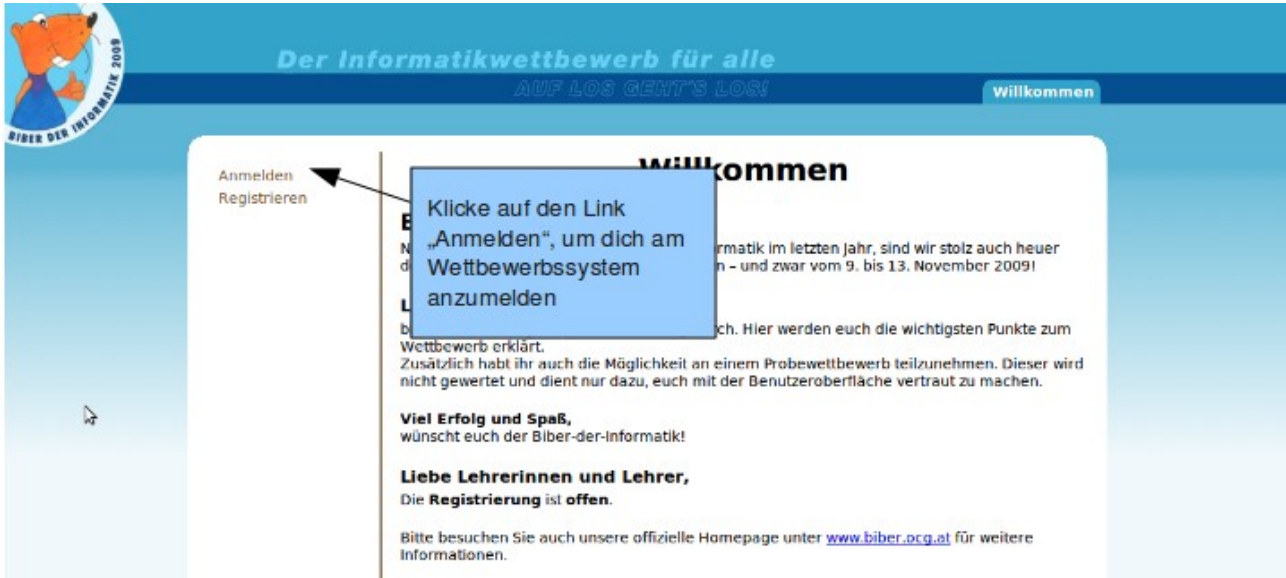 BIBER DER INFORMATIK 2009
Der Informatikwettbewerb für alle
AUF LOS GEHT'S LOS!
Willkommen
Anmelden
Registrieren
Willkommen
Klicke auf den Link
„Anmelden“, um dich am
Wettbewerbssystem
anzumelden
im letzten Jahr, sind wir stolz auch heuer
– und zwar vom 9. bis 13. November 2009!
Hier werden euch die wichtigsten Punkte zum
Wettbewerb erklärt.
Zusätzlich habt ihr auch die Möglichkeit an einem Probewettbewerb teilzunehmen. Dieser wird
nicht gewertet und dient nur dazu, euch mit der Benutzeroberfläche vertraut zu machen.
Viel Erfolg und Spaß,
wünscht euch der Biber-der-Informatik!
Liebe Lehrerinnen und Lehrer,
Die Registrierung ist offen.
Bitte besuchen Sie auch unsere offizielle Homepage unter www.biber.ocg.at für weitere
Informationen.